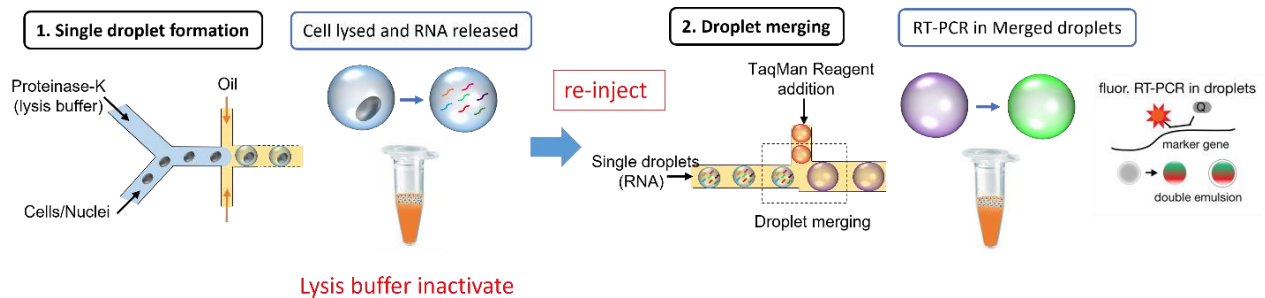 1. Single droplet formation
Proteinase-K
(lysis buffer)
Oil
Cells/Nuclei
Cell lysed and RNA released
Lysis buffer inactivate
re-inject
2. Droplet merging
TaqMan Reagent
addition
Single droplets
(RNA)
Droplet merging
RT-PCR in Merged droplets
fluor. RT-PCR in droplets
Q
marker gene
double emulsion